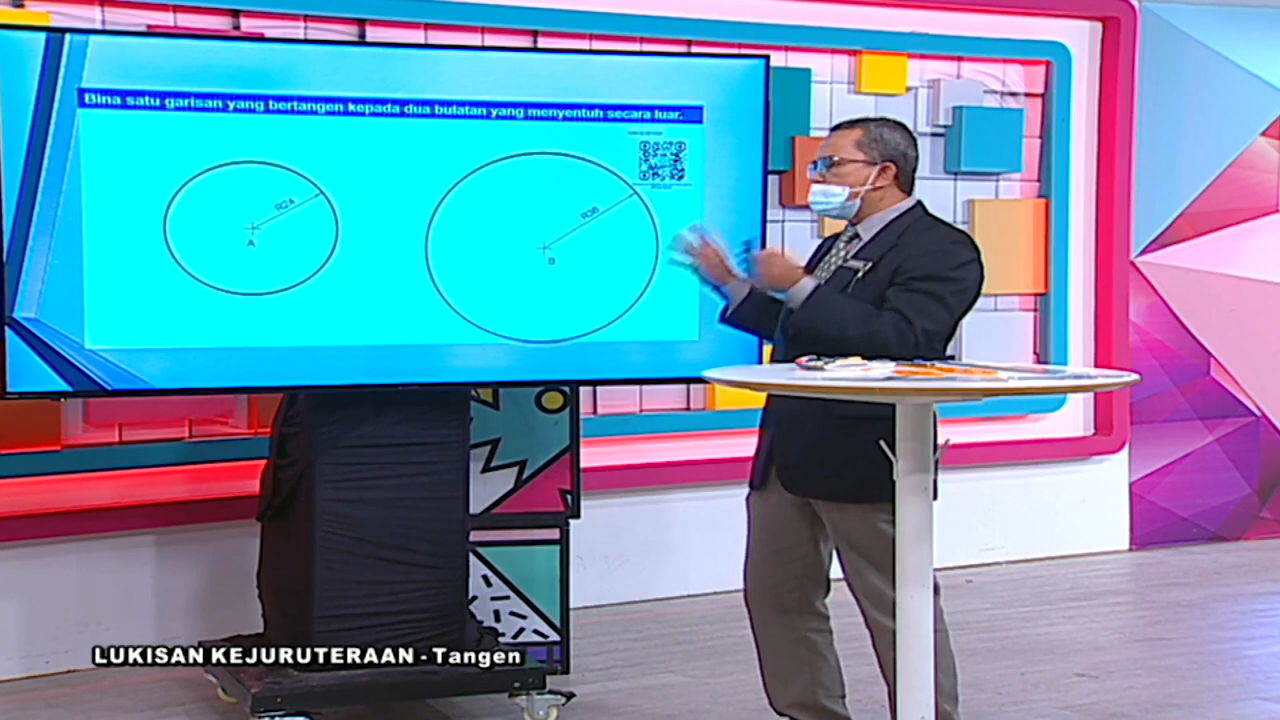 Bina satu garisan yang bertangen kepada dua bulatan yang menyentuh secara luar.
R24
A
R36
B
LUKISAN KEJURUTERAAN - Tangen